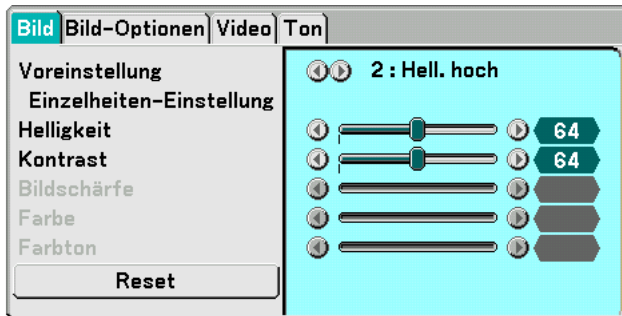 Bild Bild-Optionen Video Ton
Voreinstellung 2 : Hell. hoch
Einzelheiten-Einstellung
Helligkeit 64
Kontrast 64
Bildschärfe
Farbe
Farbton
Reset